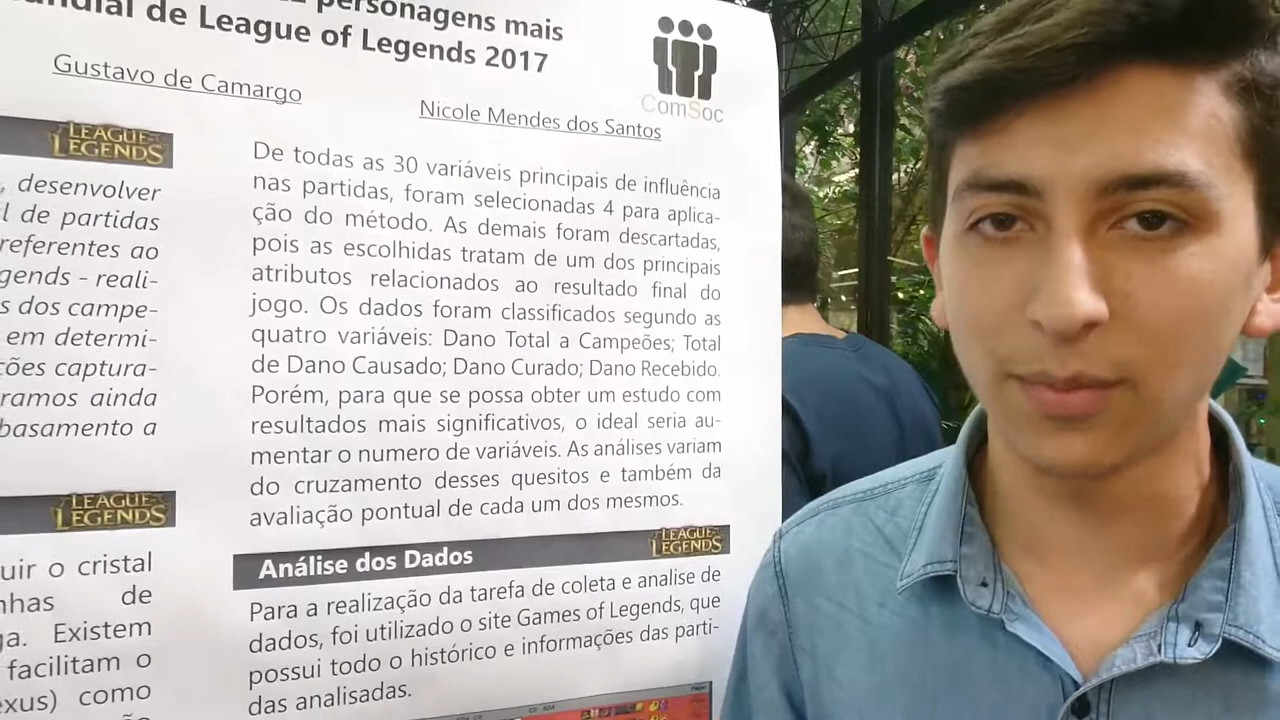 personagens mais
de League of Legends 2017
Gustavo de Camargo
Nicole Mendes dos Santos
ComSoc
LEAGUE
LEGENDS
desenvolver
de partidas
referentes ao
reali-
s dos campe-
em determi-
captura-
ramos ainda
basamento a
LEAGUE
LEGENDS
uir o cristal
nhas de
ga. Existem
facilitam o
exus) como
De todas as 30 variáveis principais de influência
nas partidas, foram selecionadas 4 para aplica-
ção do método. As demais foram descartadas,
pois as escolhidas tratam de um dos principais
atributos relacionados ao resultado final do
jogo. Os dados foram classificados segundo as
quatro variáveis: Dano Total a Campeões; Total
de Dano Causado; Dano Curado; Dano Recebido.
Porém, para que se possa obter um estudo com
resultados mais significativos, o ideal seria au-
mentar o numero de variáveis. As análises variam
do cruzamento desses quesitos e também da
avaliação pontual de cada um dos mesmos.
Análise dos Dados
LEAGUE
LEGENDS
Para a realização da tarefa de coleta e analise de
dados, foi utilizado o site Games of Legends, que
possui todo o histórico e informações das parti-
das analisadas.